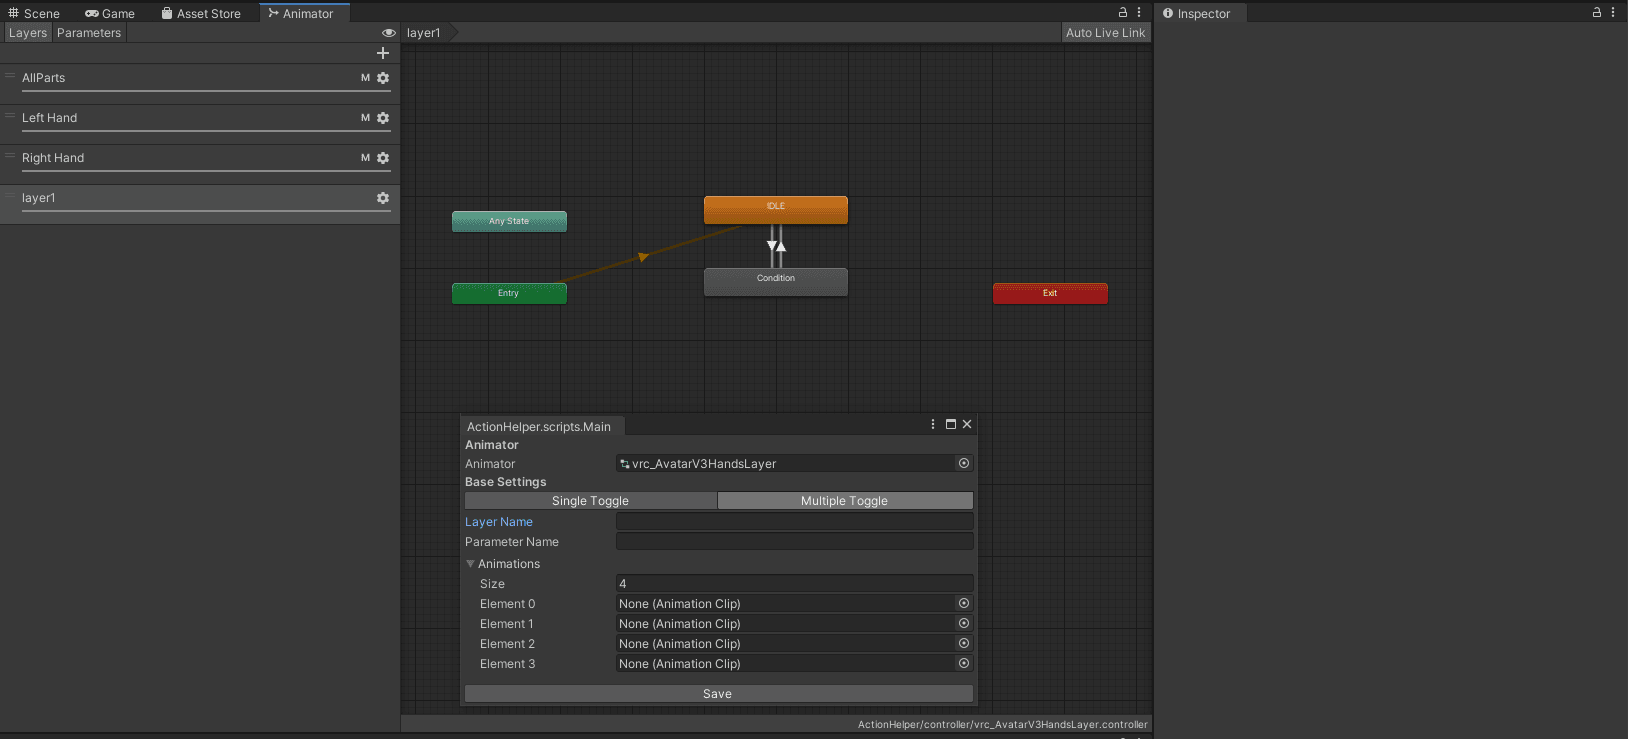 Scene Game Asset Store Animator Inspector
Layers Parameters layer1 Auto Live Link
AllParts M
Left Hand M
Right Hand M
layer1
IDLE
Any State
Condition
Entry
Exit
ActionHelper.scripts.Main
Animator
Animator vrc_AvatarV3HandsLayer
Base Settings
Single Toggle Multiple Toggle
Layer Name
Parameter Name
Animations
Size 4
Element 0 None (Animation Clip)
Element 1 None (Animation Clip)
Element 2 None (Animation Clip)
Element 3 None (Animation Clip)
Save
ActionHelper/controller/vrc_AvatarV3HandsLayer.controller